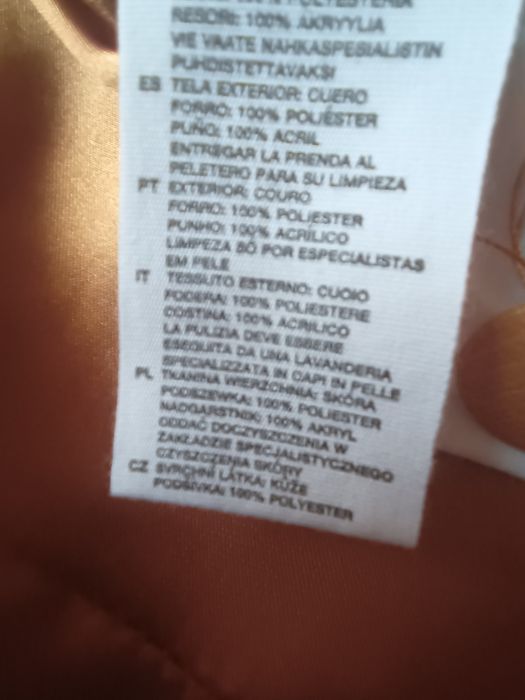 RESORI: 100% AKRYYLIA
VIE VAATE NAHKASPESIALISTIN
PUHDISTETTAVAKSI
ES TELA EXTERIOR: CUERO
FORRO: 100% POLIÉSTER
PUÑO: 100% ACRIL
ENTREGAR LA PRENDA AL
PELETERO PARA SU LIMPIEZA
PT EXTERIOR: COURO
FORRO: 100% POLIESTER
PUNHO: 100% ACRÍLICO
LIMPEZA SÓ POR ESPECIALISTAS
EM PELE
IT TESSUTO ESTERNO: CUOIO
FODERA: 100% POLIESTERE
COSTINA: 100% ACRILICO
LA PULIZIA DEVE ESSERE
ESEGUITA DA UNA LAVANDERIA
SPECIALIZZATA IN CAPI IN PELLE
PL TKANINA WIERZCHNIA: SKÓRA
PODSZEWKA: 100% POLIESTER
NADGARSTNIK: 100% AKRYL
ODDAĆ DO CZYSZCZENIA W
ZAKŁADZIE SPECJALISTYCZNEGO
CZYSZCZENIA SKÓRY
CZ SVRCHNÍ LÁTKA: KŮŽE
PODŠÍVKA: 100% POLYESTER